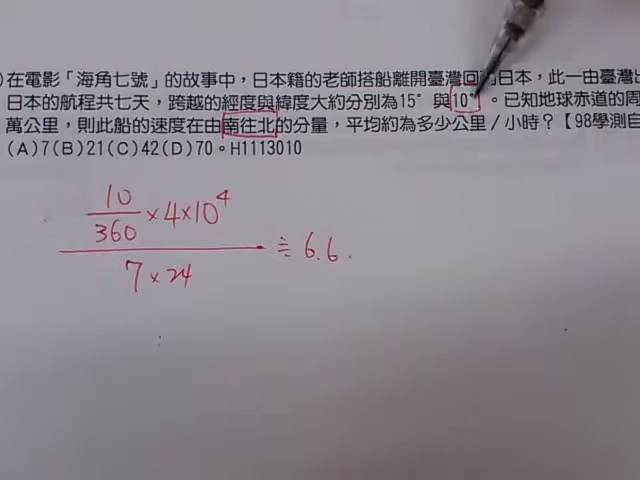 )在電影「海角七號」的故事中，日本籍的老師搭船離開臺灣回 日本，此一由臺灣
日本的航程共七天，跨越的經度與緯度大約分別為15°與10°。已知地球赤道的周
萬公里，則此船的速度在由南往北的分量，平均約為多少公里／小時？【98學測自
(A)7(B)21(C)42(D)70。H1113010
10/360 ×4×10⁴
7×24
≒ 6.6.